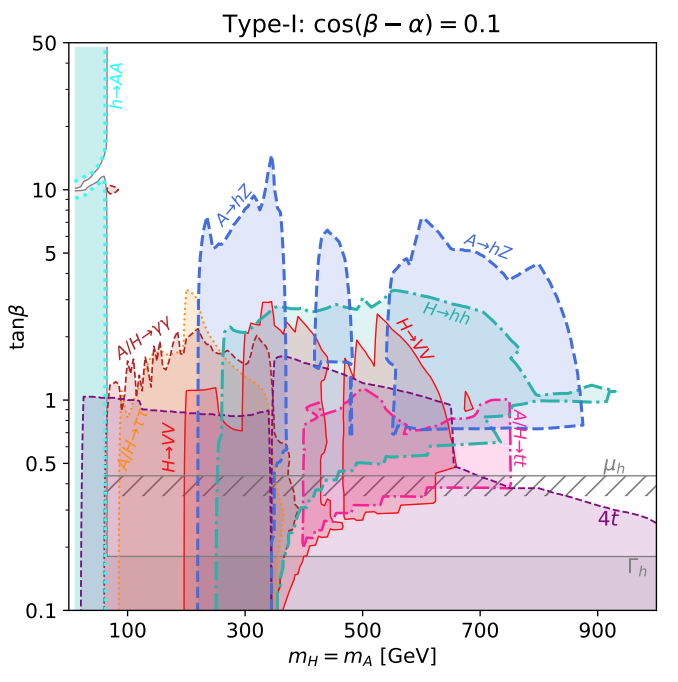 Type-I: cos(β − α) = 0.1
50
10
5
1
0.5
0.1
tanβ
h→AA
A→hZ
A→hZ
H→hh
A/H→γγ
H→VV
A/H→ττ
H→VV
A/H→tt
μh
4t
Γh
100
300
500
700
900
mH = mA [GeV]